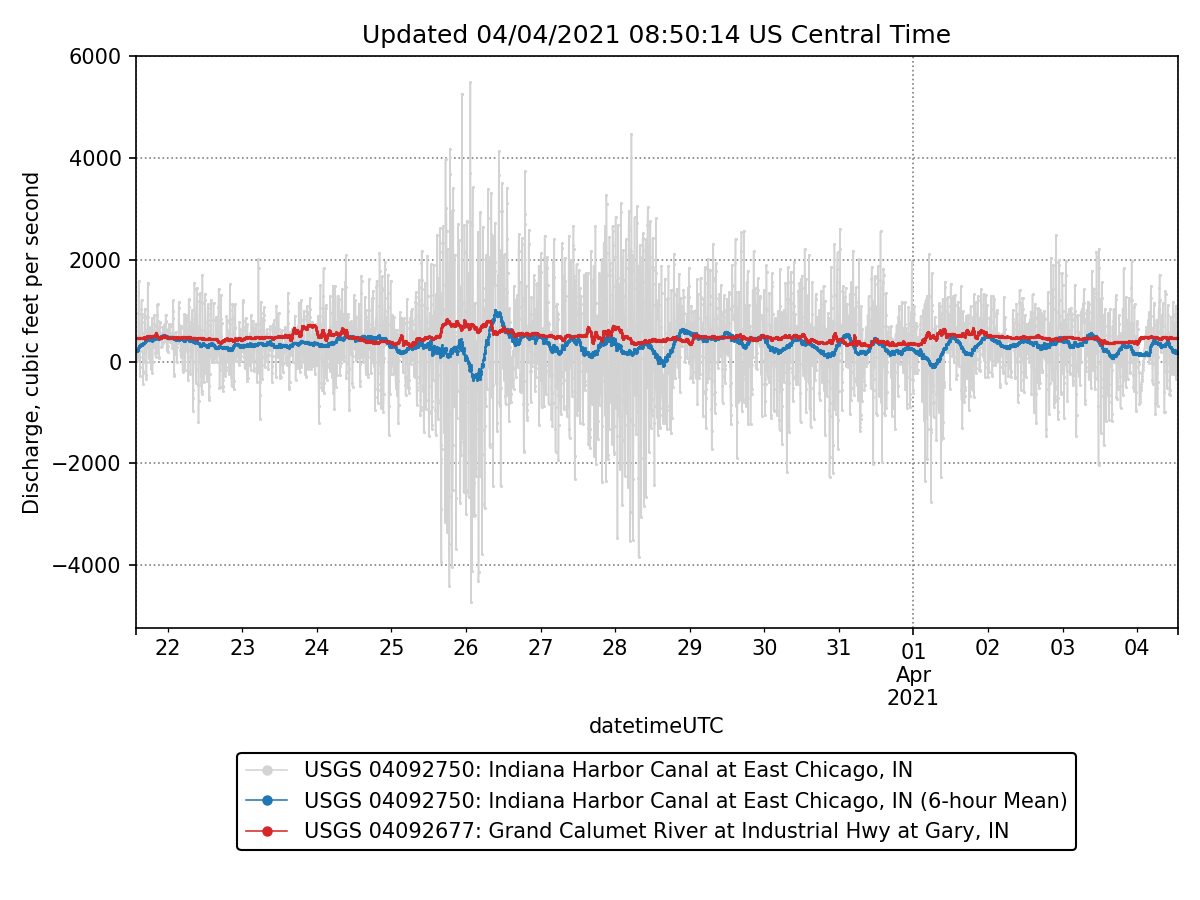 Updated 04/04/2021 08:50:14 US Central Time
6000
4000
2000
0
−2000
−4000
Discharge, cubic feet per second
22 23 24 25 26 27 28 29 30 31 01 02 03 04
Apr
2021
datetimeUTC
USGS 04092750: Indiana Harbor Canal at East Chicago, IN
USGS 04092750: Indiana Harbor Canal at East Chicago, IN (6-hour Mean)
USGS 04092677: Grand Calumet River at Industrial Hwy at Gary, IN